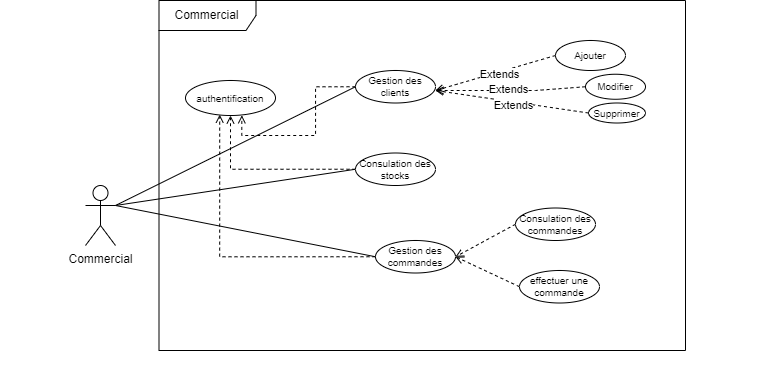 Commercial
Ajouter
Extends
Gestion des
clients
Modifier
Extends
authentification
Extends
Supprimer
Consulation des
stocks
Consulation des
commandes
Commercial
Gestion des
commandes
effectuer une
commande